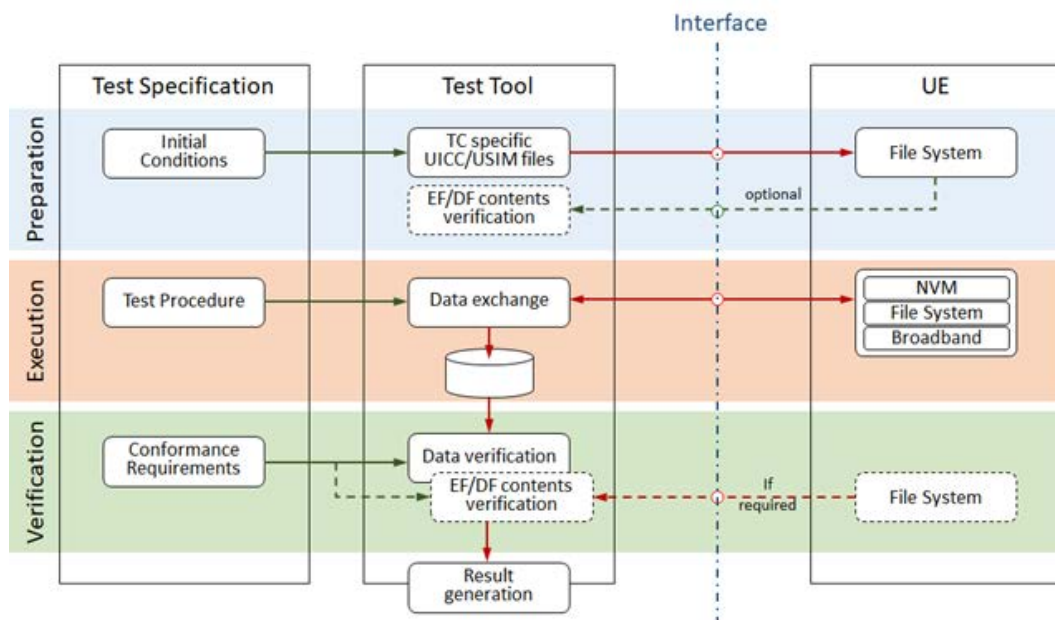 Interface
Test Specification
Test Tool
UE
Preparation
Initial
Conditions
TC specific
UICC/USIM files
File System
EF/DF contents
verification
optional
Execution
Test Procedure
Data exchange
NVM
File System
Broadband
Verification
Conformance
Requirements
Data verification
EF/DF contents
verification
If
required
File System
Result
generation